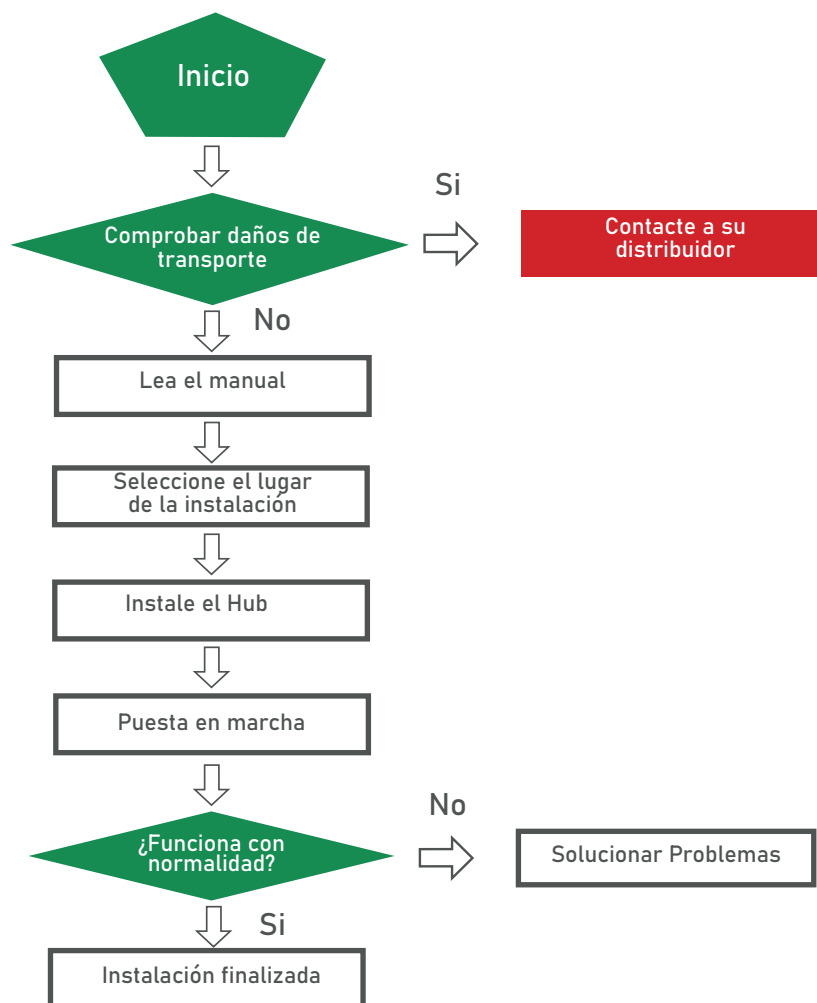 Inicio
Si
Comprobar daños de
transporte
Contacte a su
distribuidor
No
Lea el manual
Seleccione el lugar
de la instalación
Instale el Hub
Puesta en marcha
No
¿Funciona con
normalidad?
Solucionar Problemas
Si
Instalación finalizada